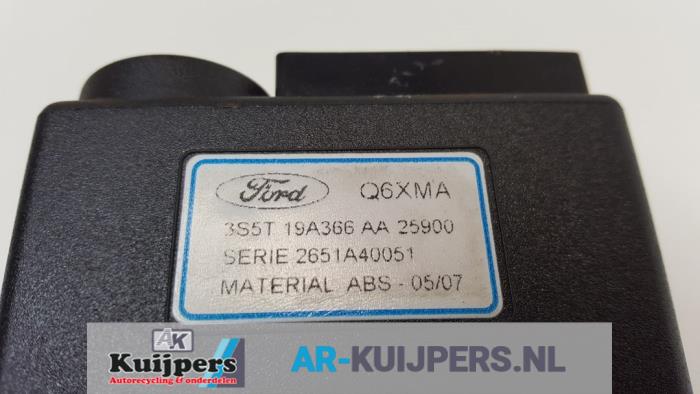 Ford Q6XMA
3S5T 19A366 AA 25900
SERIE 2651A40051
MATERIAL ABS - 05/07
AK
Kuijpers
Autorecycling & onderdelen
AR-KUIJPERS.NL